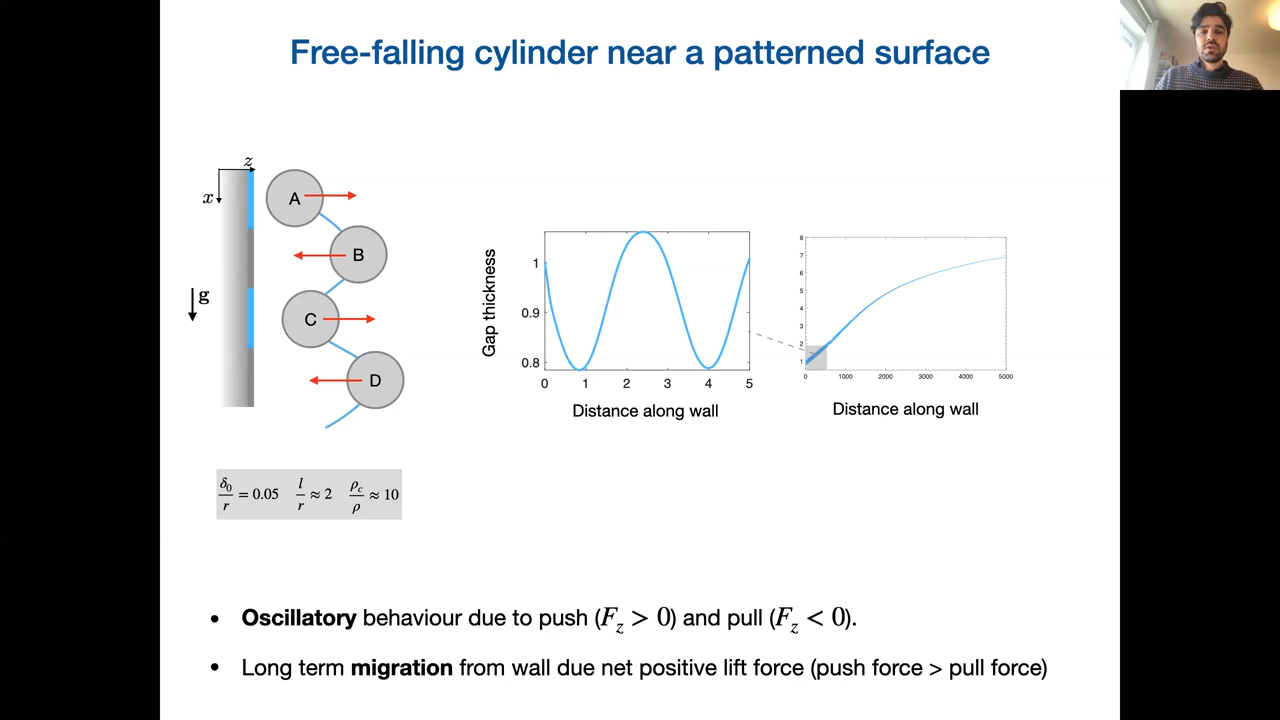 Free-falling cylinder near a patterned surface
z
x
A
B
g
C
D
Gap thickness
1
0.9
0.8
0 1 2 3 4 5
Distance along wall
8
7
6
5
4
3
2
1
0 1000 2000 3000 4000 5000
Distance along wall
δ₀/r = 0.05 l/r ≈ 2 ρ_c/ρ ≈ 10
• Oscillatory behaviour due to push (F_z > 0) and pull (F_z < 0).
• Long term migration from wall due net positive lift force (push force > pull force)